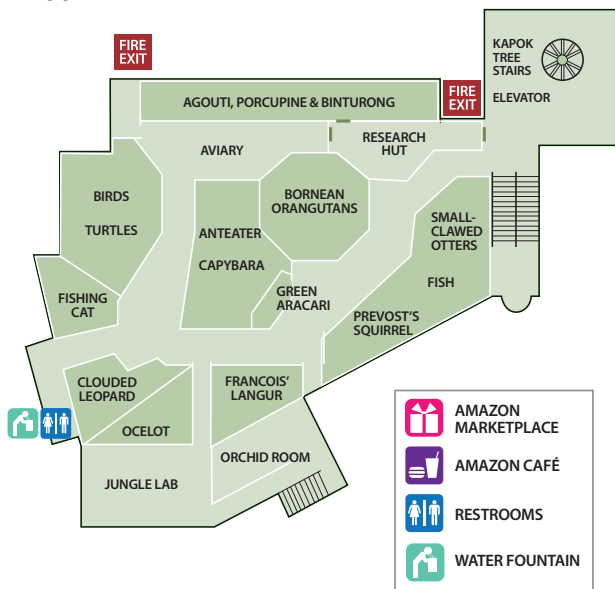 FIRE
EXIT
KAPOK
TREE
STAIRS
ELEVATOR
FIRE
EXIT
AGOUTI, PORCUPINE & BINTURONG
AVIARY
RESEARCH
HUT
BIRDS
TURTLES
BORNEAN
ORANGUTANS
ANTEATER
CAPYBARA
SMALL-
CLAWED
OTTERS
FISH
GREEN
ARACARI
FISHING
CAT
PREVOST'S
SQUIRREL
CLOUDED
LEOPARD
OCELOT
FRANCOIS'
LANGUR
ORCHID ROOM
JUNGLE LAB
AMAZON
MARKETPLACE
AMAZON CAFÉ
RESTROOMS
WATER FOUNTAIN